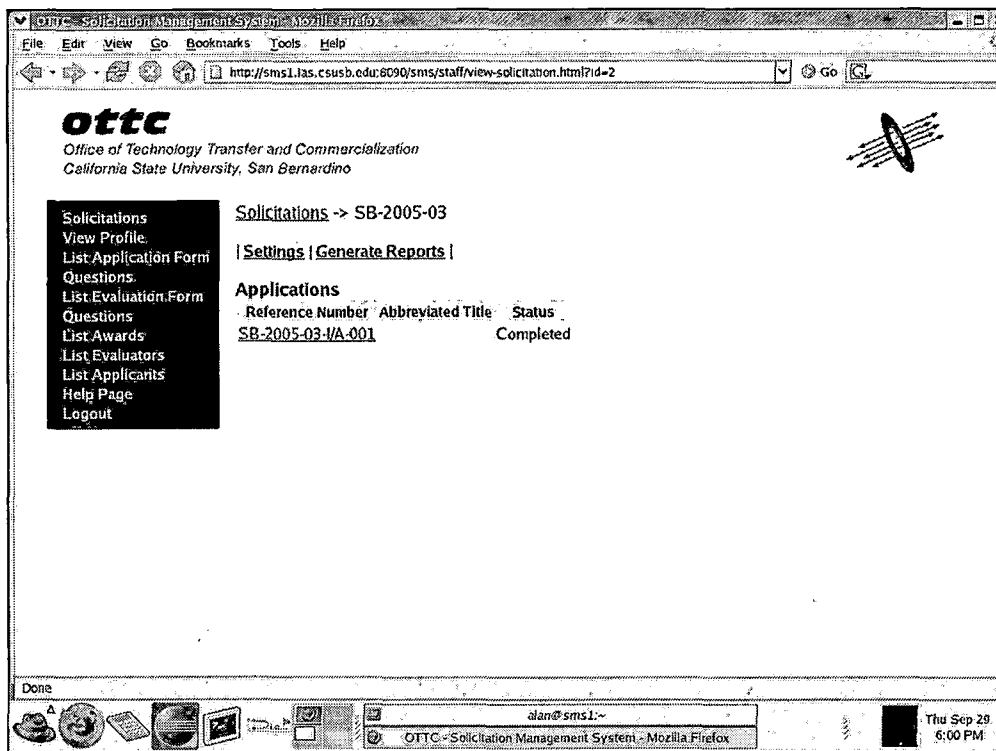 OTTC - Solicitation Management System - Mozilla Firefox
File Edit View Go Bookmarks Tools Help
http://sms1.ias.csusb.edu:8090/sms/staff/view-solicitation.html?id=2 Go
ottc
Office of Technology Transfer and Commercialization
California State University, San Bernardino
Solicitations
View Profile
List Application Form
Questions
List Evaluation Form
Questions
List Awards
List Evaluators
List Applicants
Help Page
Logout
Solicitations -> SB-2005-03
| Settings | Generate Reports |
Applications
Reference Number Abbreviated Title Status
SB-2005-03-I/A-001 Completed
Done
alan@sms1:~
OTTC - Solicitation Management System - Mozilla Firefox
Thu Sep 29
6:00 PM